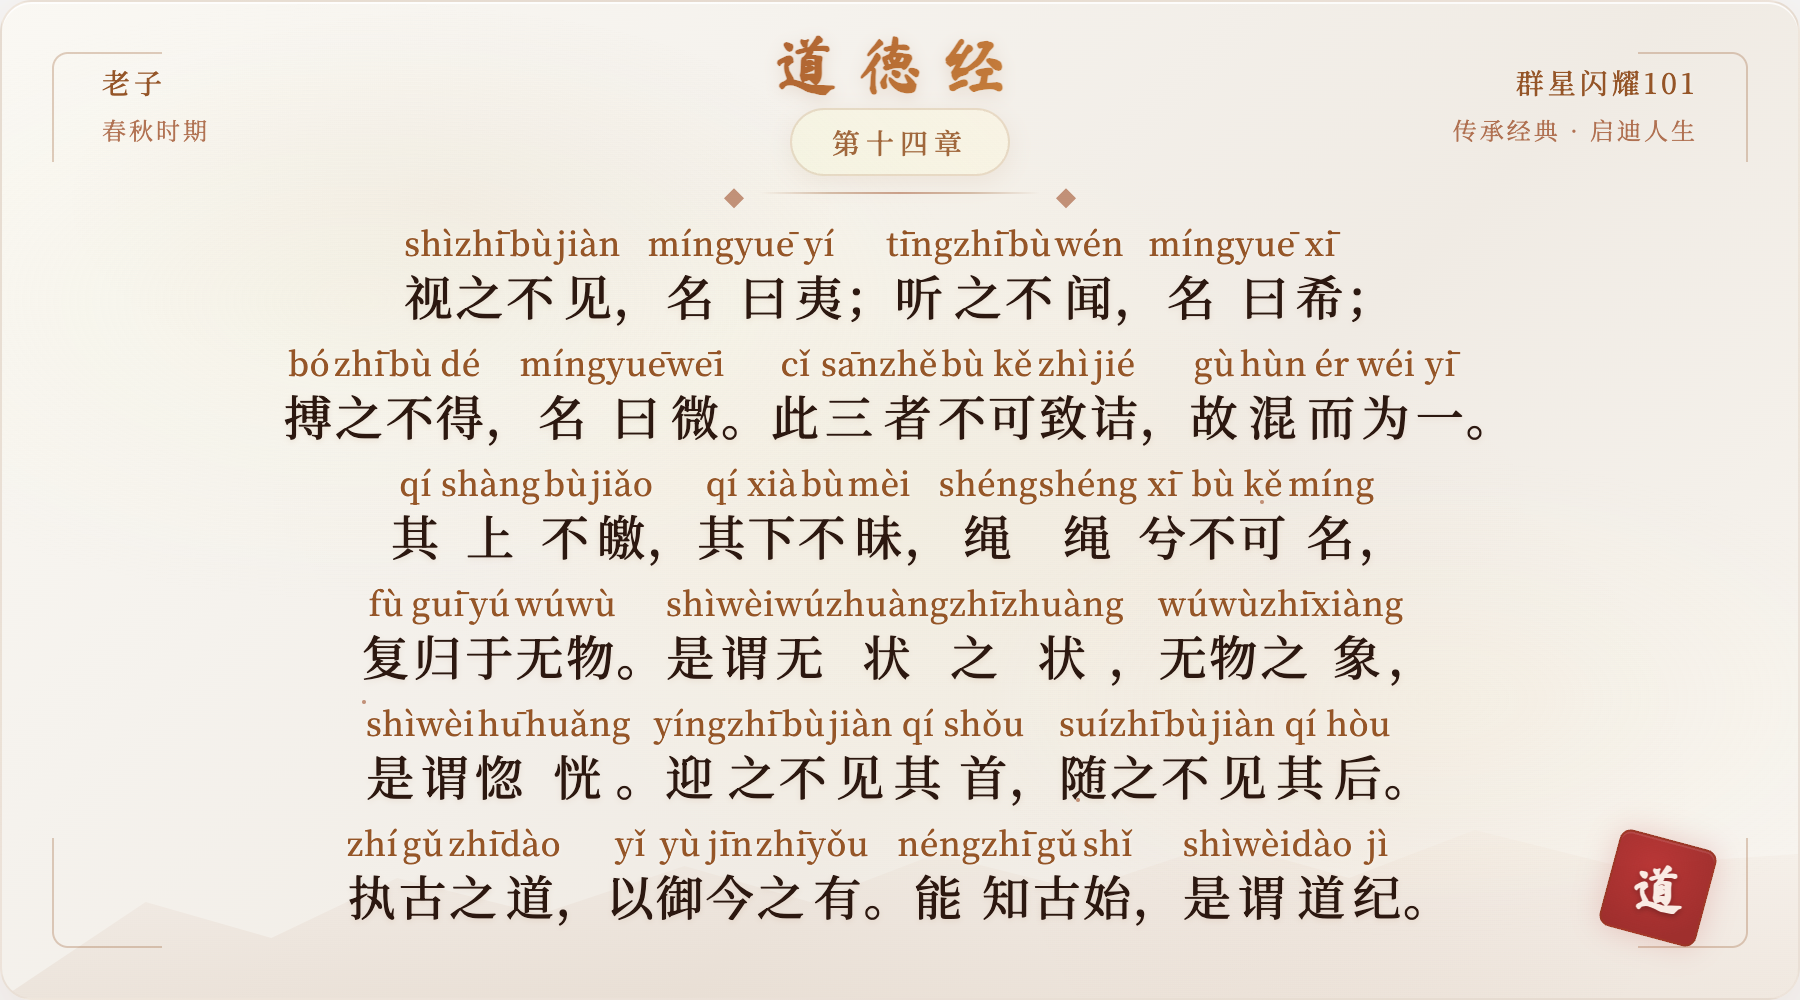 老子
春秋时期
道德经
第十四章
群星闪耀101
传承经典 · 启迪人生
shìzhībùjiàn míngyuē yí tīngzhībùwén míngyuē xī
视之不见，名曰夷；听之不闻，名曰希；
bózhībù dé míngyuēwēi cǐ sānzhěbù kě zhìjié gùhùn ér wéi yī
搏之不得，名曰微。此三者不可致诘，故混而为一。
qí shàngbùjiǎo qí xiàbùmèi shéngshéng xī bù kěmíng
其上不皦，其下不昧，绳绳兮不可名，
fù guīyúwúwù shìwèiwúzhuàngzhīzhuàng wúwùzhīxiàng
复归于无物。是谓无状之状，无物之象，
shìwèihūhuǎng yíngzhībùjiàn qí shǒu suízhībùjiàn qí hòu
是谓惚恍。迎之不见其首，随之不见其后。
zhígǔzhīdào yǐ yù jīnzhīyǒu néngzhīgǔshǐ shìwèidào jì
执古之道，以御今之有。能知古始，是谓道纪。
道